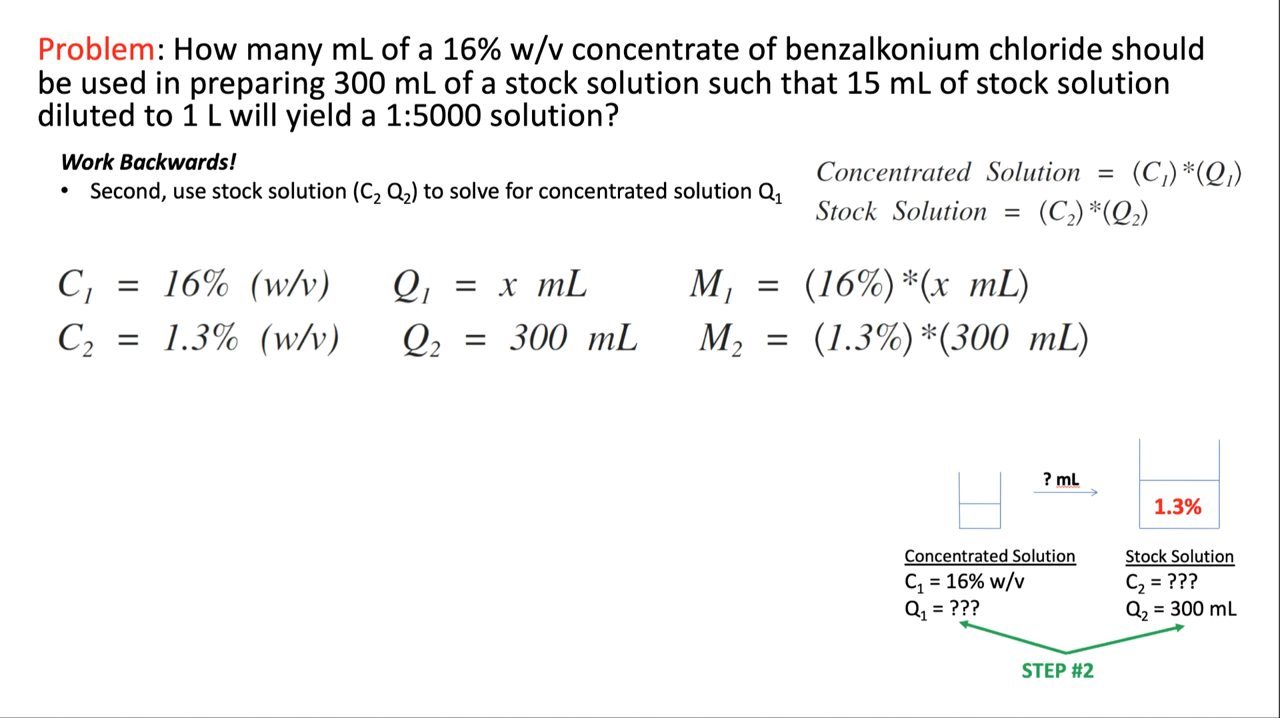 Problem: How many mL of a 16% w/v concentrate of benzalkonium chloride should
be used in preparing 300 mL of a stock solution such that 15 mL of stock solution
diluted to 1 L will yield a 1:5000 solution?
Work Backwards!
• Second, use stock solution (C₂ Q₂) to solve for concentrated solution Q₁
Concentrated Solution = (C₁)*(Q₁)
Stock Solution = (C₂)*(Q₂)
C₁ = 16% (w/v) Q₁ = x mL M₁ = (16%)*(x mL)
C₂ = 1.3% (w/v) Q₂ = 300 mL M₂ = (1.3%)*(300 mL)
? mL
1.3%
Concentrated Solution
C₁ = 16% w/v
Q₁ = ???
Stock Solution
C₂ = ???
Q₂ = 300 mL
STEP #2